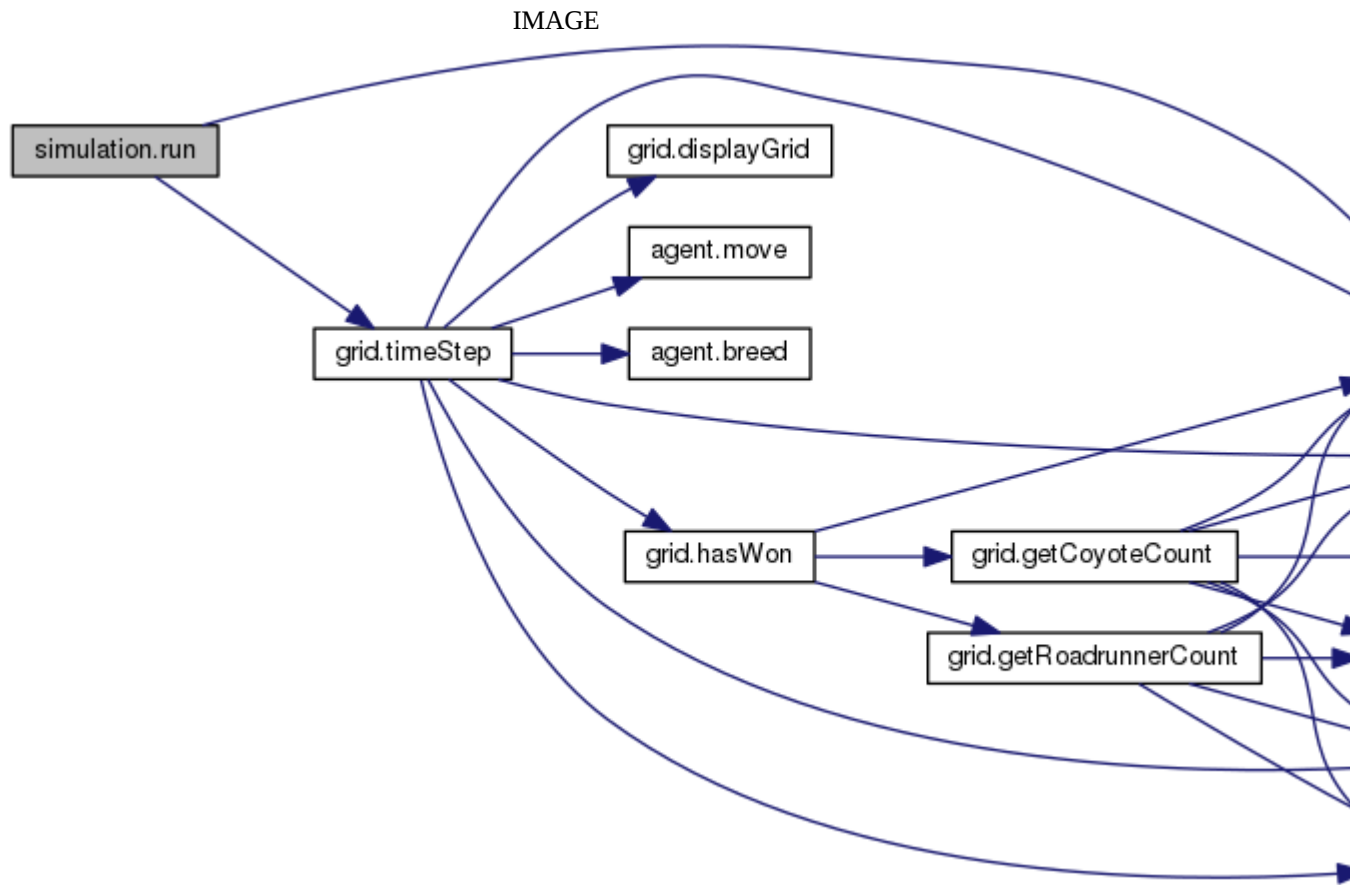 IMAGE
simulation.run
grid.displayGrid
agent.move
grid.timeStep
agent.breed
grid.hasWon
grid.getCoyoteCount
grid.getRoadrunnerCount